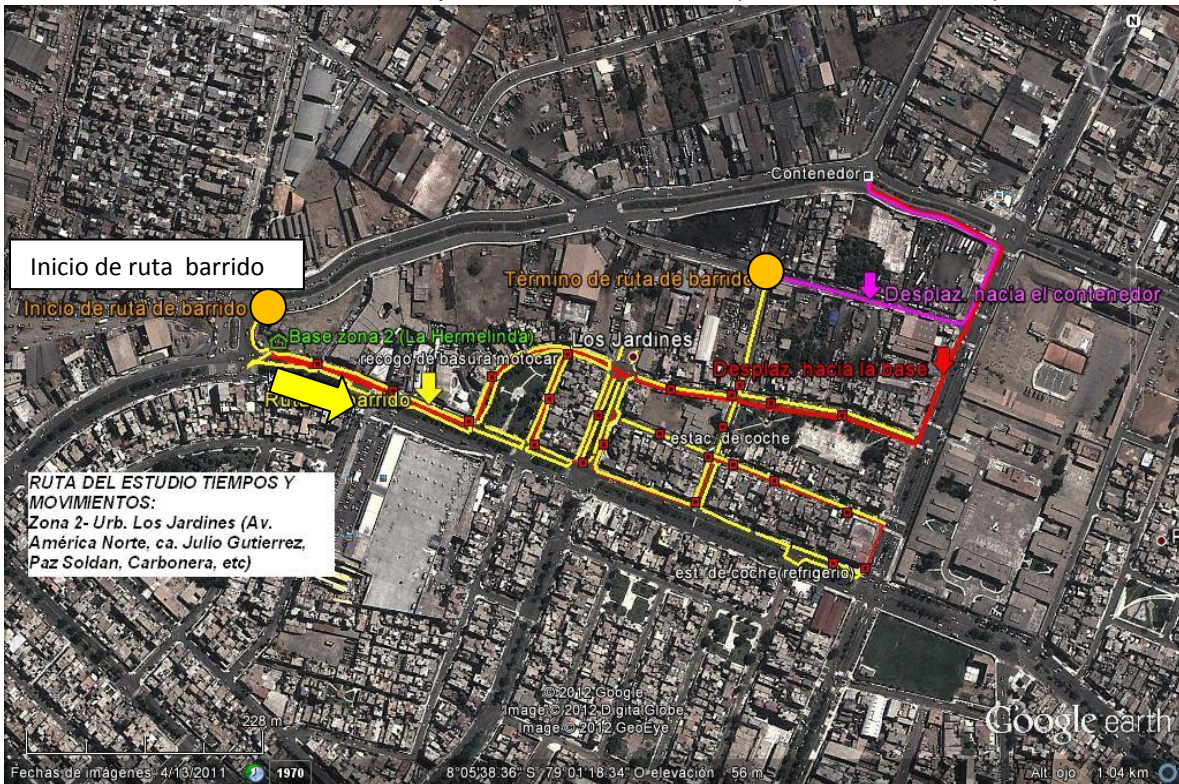 N
Contenedor
Inicio de ruta barrido
Término de ruta de barrido
Desplaz. hacia el contenedor
Inicio de ruta de barrido
Base zona 2 (La Hermelinda)
Los Jardines
recogo de basura motocar
Desplaz. hacia la base
barrido
estac. de coche
RUTA DEL ESTUDIO TIEMPOS Y
MOVIMIENTOS:
Zona 2- Urb. Los Jardines (Av.
América Norte, ca. Julio Gutierrez,
Paz Soldan, Carbonera, etc)
est. de coche(refrigerio)
© 2012 Google
Image © 2012 DigitalGlobe
Image © 2012 GeoEye
Google earth
228 m
Fechas de imágenes: 4/13/2011
1970
8°05'38.36" S 79°01'18.34" O elevación 56 m
Alt. ojo 1.04 km